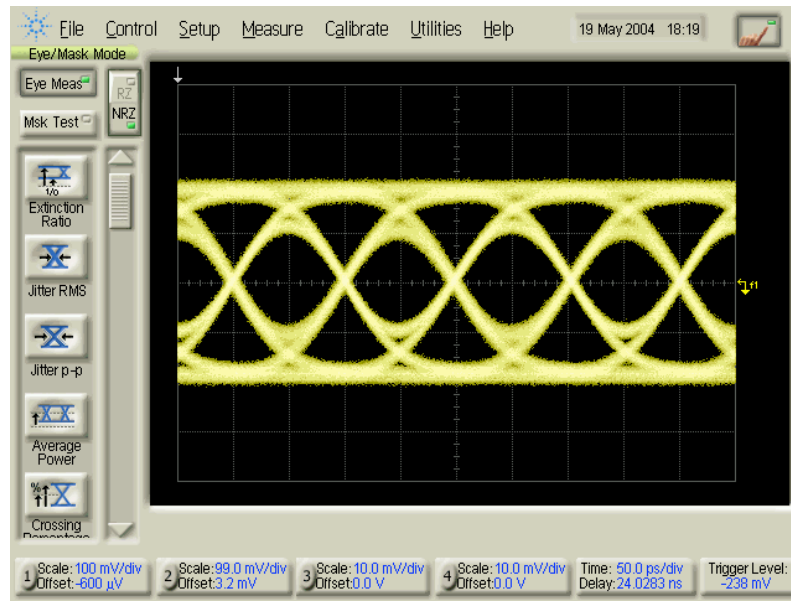 File Control Setup Measure Calibrate Utilities Help 19 May 2004 18:19
Eye/Mask Mode
Eye Meas
RZ
NRZ
Msk Test
1/0
Extinction
Ratio
Jitter RMS
Jitter p-p
Average
Power
%
Crossing
Percentage
f1
1 Scale: 100 mV/div
Offset:-600 µV
2 Scale:99.0 mV/div
Offset:3.2 mV
3 Scale: 10.0 mV/div
Offset:0.0 V
4 Scale: 10.0 mV/div
Offset:0.0 V
Time: 50.0 ps/div
Delay:24.0283 ns
Trigger Level:
-238 mV